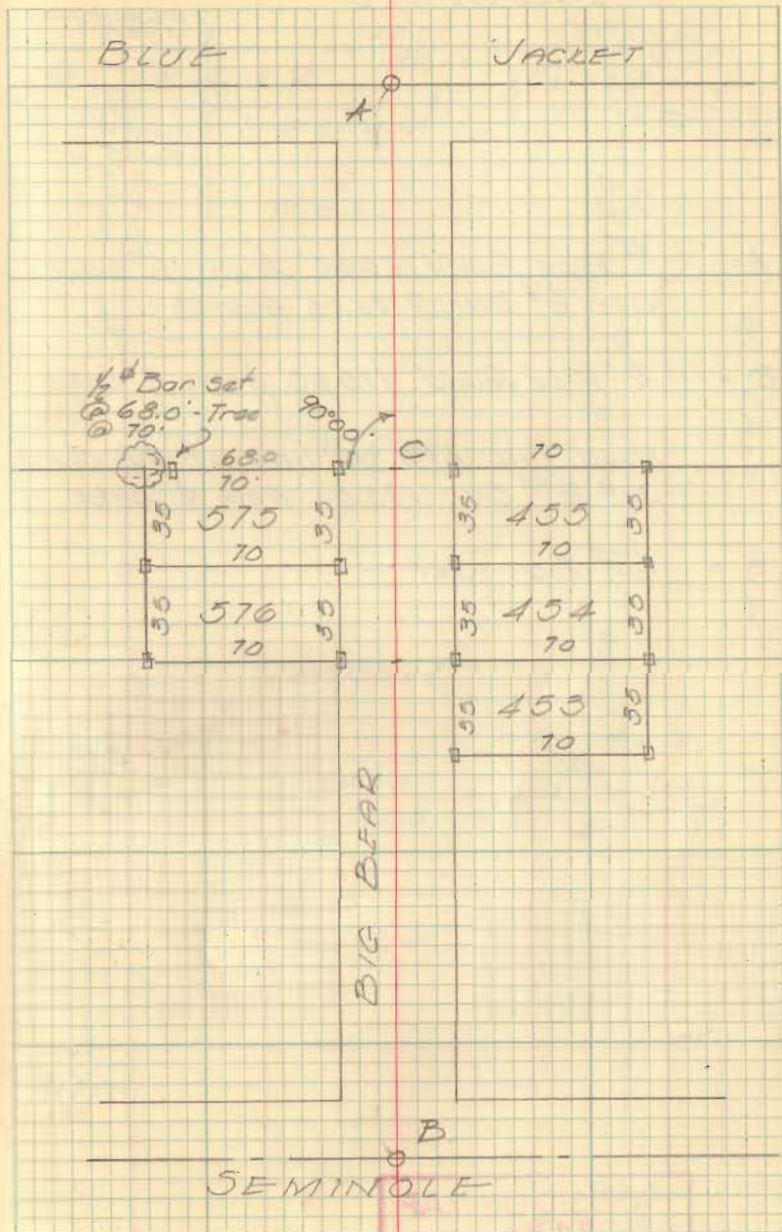 BLUE JACKET
A
1/2" Bar set
@ 68.0' - Tree
@ 70'
90°00'
C
68.0
70'
70
35 575 35
35 455 35
70
70
35 576 35
35 454 35
70
70
35 453 35
70
BIG BEAR
B
SEMINOLE